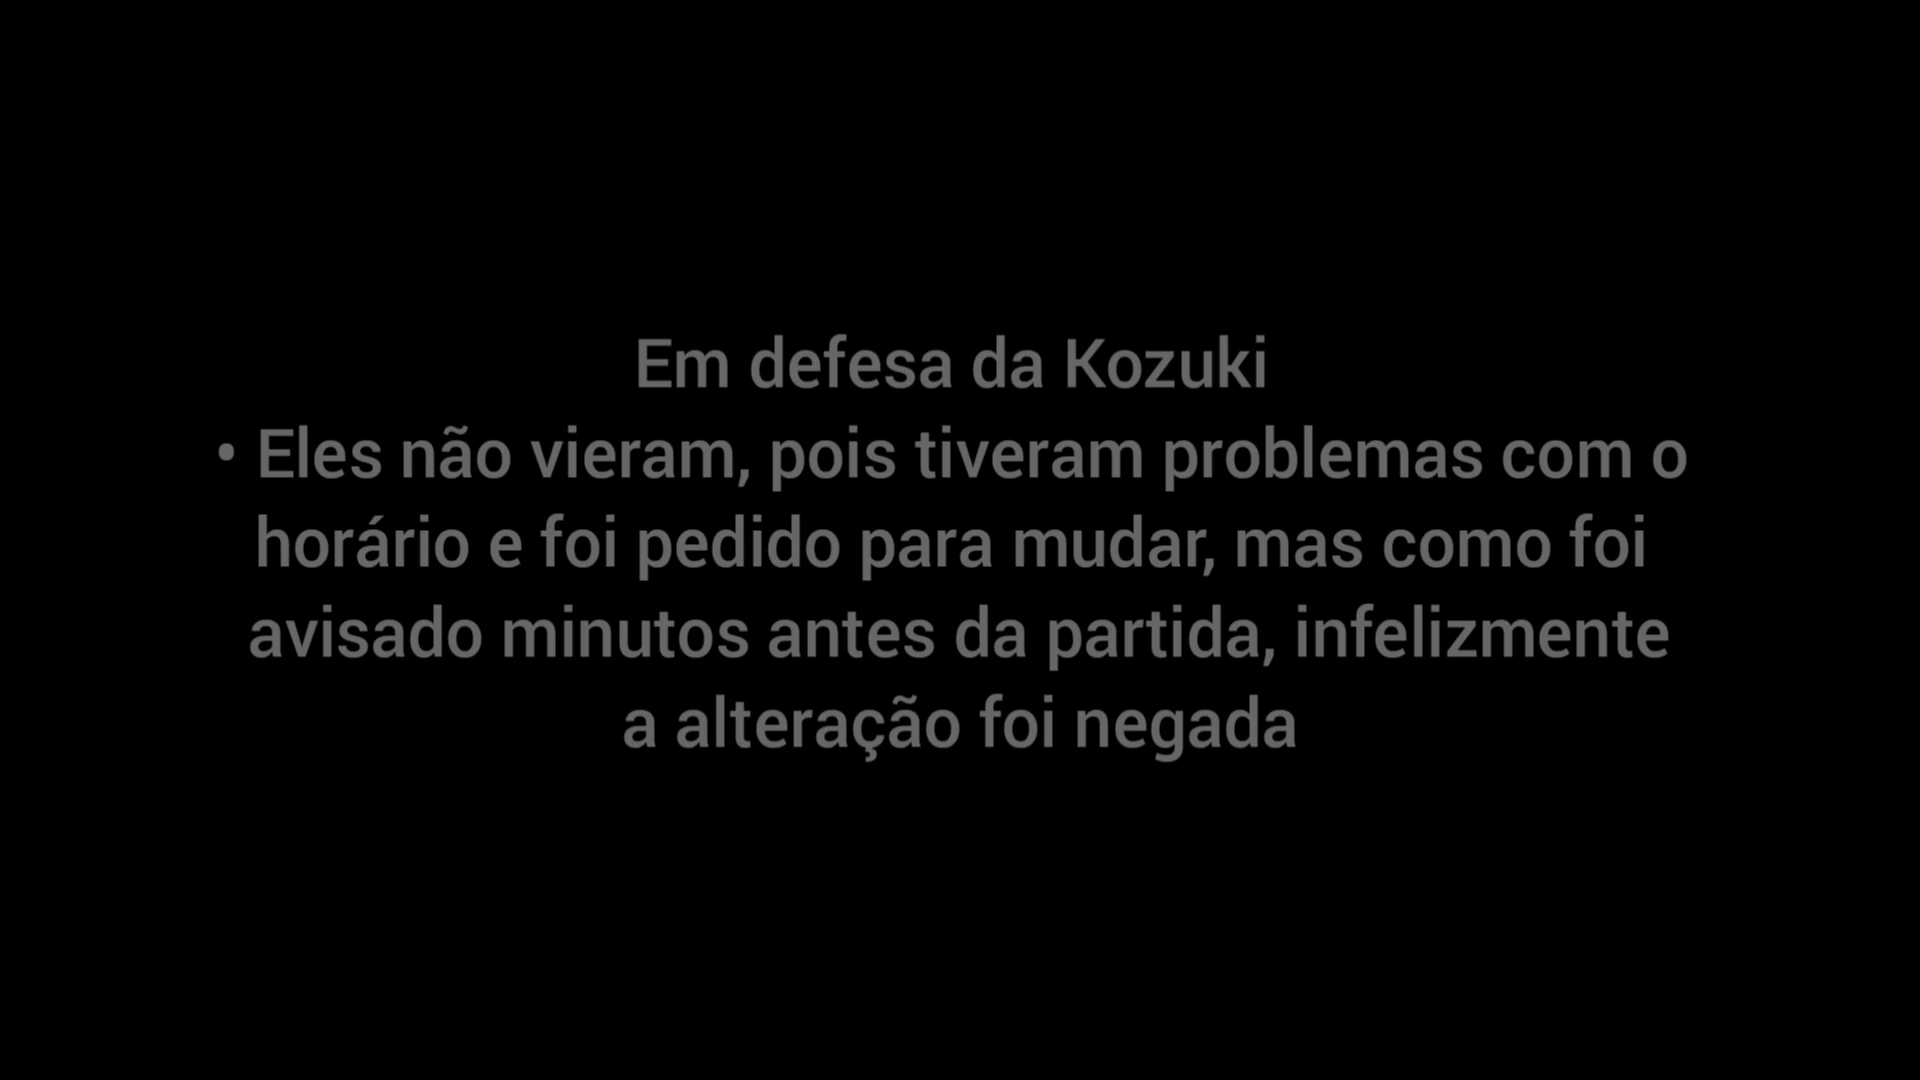 Em defesa da Kozuki
• Eles não vieram, pois tiveram problemas com o
horário e foi pedido para mudar, mas como foi
avisado minutos antes da partida, infelizmente
a alteração foi negada